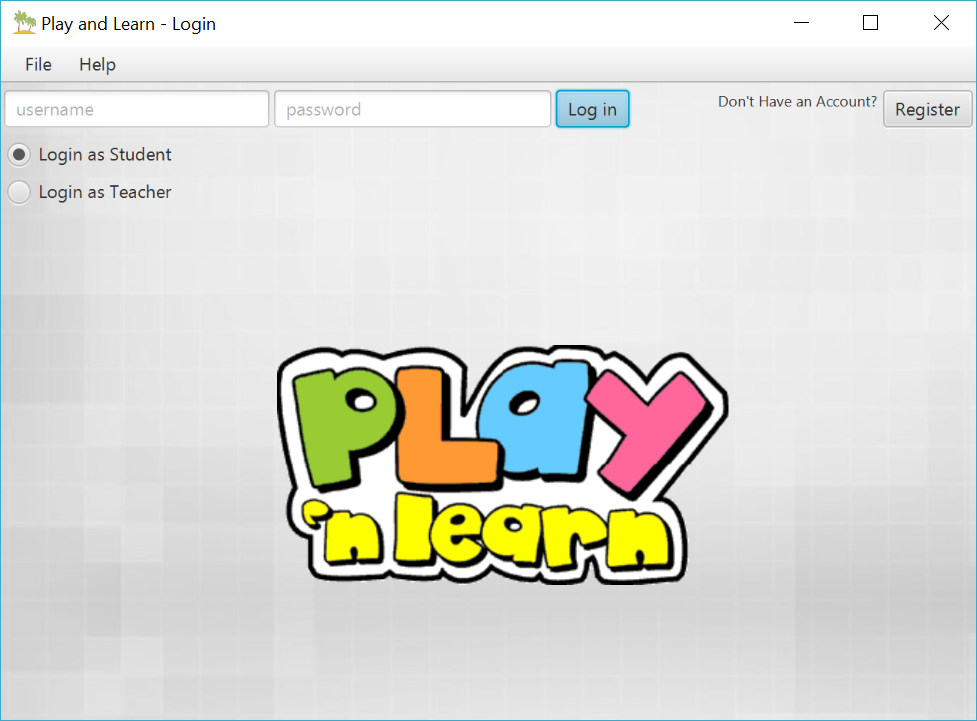 Play and Learn - Login
File Help
username password Log in Don't Have an Account? Register
Login as Student
Login as Teacher
PLaY
'n learn